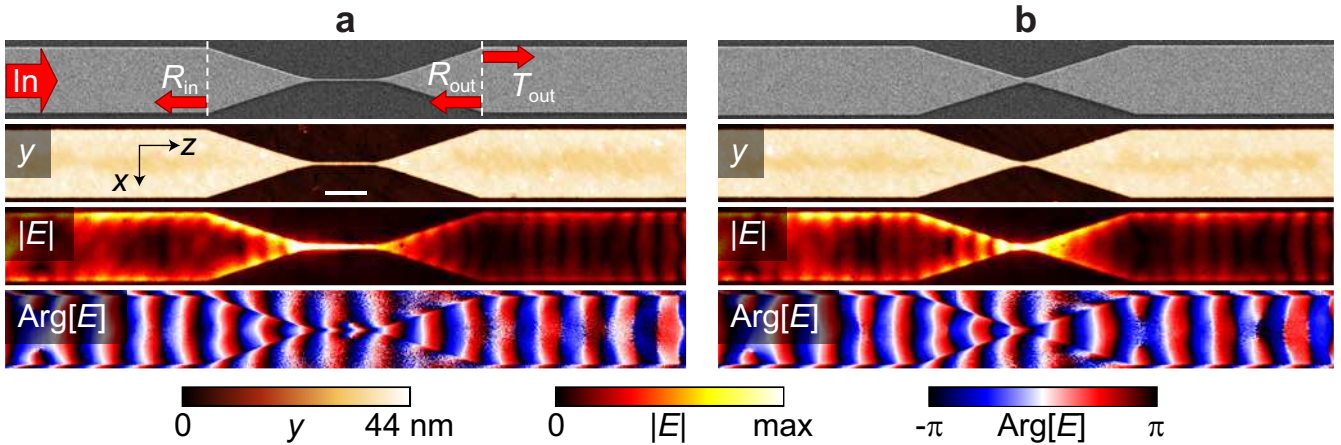 a
b
In
R_in
R_out
T_out
y
z
x
y
|E|
|E|
Arg[E]
Arg[E]
0 y 44 nm
0 |E| max
-π Arg[E] π